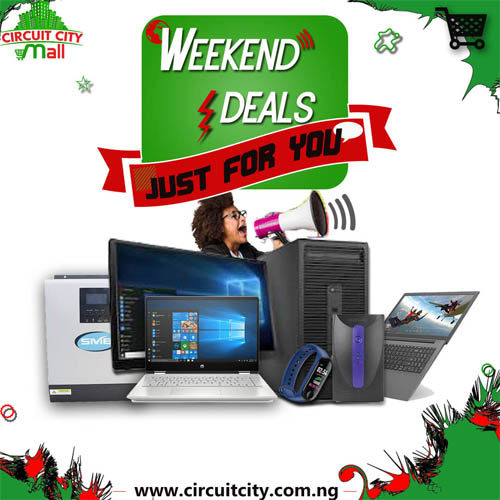 CIRCUIT CITY
Mall
WEEKEND
DEALS
JUST FOR YOU
www.circuitcity.com.ng